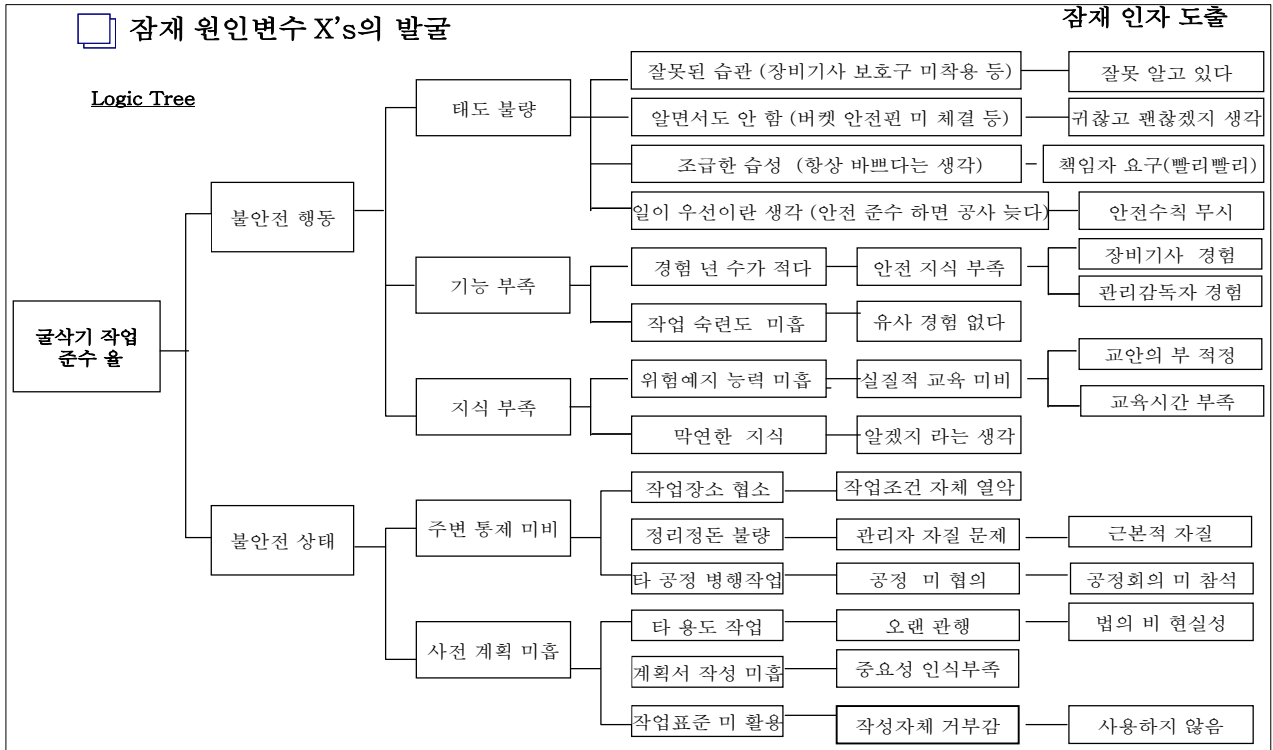 잠재 원인변수 X's의 발굴
잠재 인자 도출
Logic Tree
굴삭기 작업
준수 율
불안전 행동
태도 불량
잘못된 습관 (장비기사 보호구 미착용 등)
잘못 알고 있다
알면서도 안 함 (버켓 안전핀 미 체결 등)
귀찮고 괜찮겠지 생각
조급한 습성 (항상 바쁘다는 생각)
책임자 요구(빨리빨리)
일이 우선이란 생각 (안전 준수 하면 공사 늦다)
안전수칙 무시
기능 부족
경험 년 수가 적다
안전 지식 부족
장비기사 경험
관리감독자 경험
작업 숙련도 미흡
유사 경험 없다
지식 부족
위험예지 능력 미흡
실질적 교육 미비
교안의 부 적정
교육시간 부족
막연한 지식
알겠지 라는 생각
불안전 상태
주변 통제 미비
작업장소 협소
작업조건 자체 열악
정리정돈 불량
관리자 자질 문제
근본적 자질
타 공정 병행작업
공정 미 협의
공정회의 미 참석
사전 계획 미흡
타 용도 작업
오랜 관행
법의 비 현실성
계획서 작성 미흡
중요성 인식부족
작업표준 미 활용
작성자체 거부감
사용하지 않음